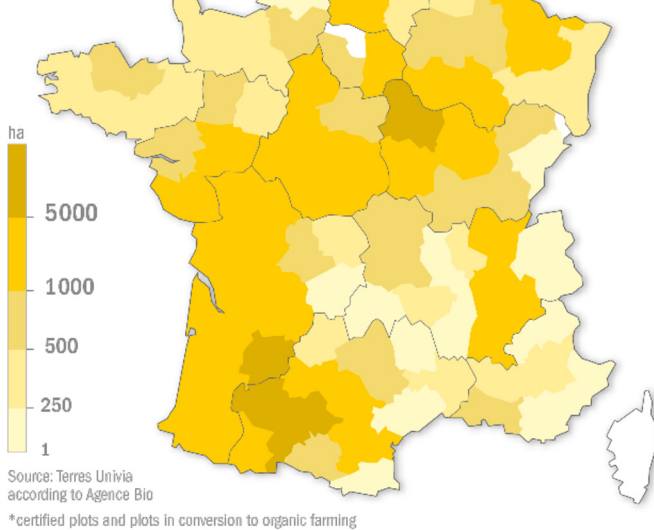 ha
5000
1000
500
250
1
Source: Terres Univia
according to Agence Bio
*certified plots and plots in conversion to organic farming